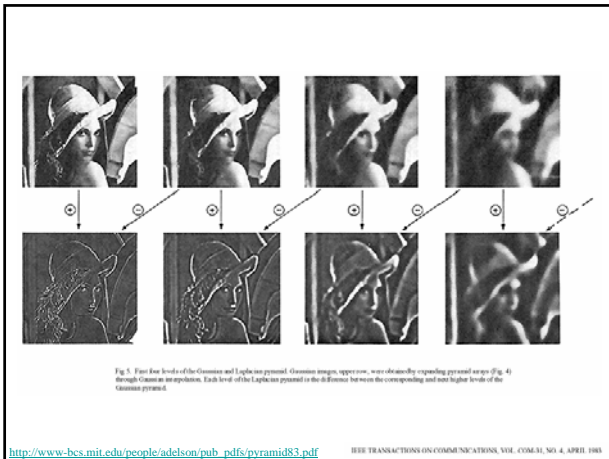 Fig 5. First four levels of the Gaussian and Laplacian pyramid. Gaussian images, upper row, were obtained by expanding pyramid arrays (Fig. 4)
through Gaussian interpolation. Each level of the Laplacian pyramid is the difference between the corresponding and next higher levels of the
Gaussian pyramid.
http://www-bcs.mit.edu/people/adelson/pub_pdfs/pyramid83.pdf
IEEE TRANSACTIONS ON COMMUNICATIONS, VOL. COM-31, NO. 4, APRIL 1983